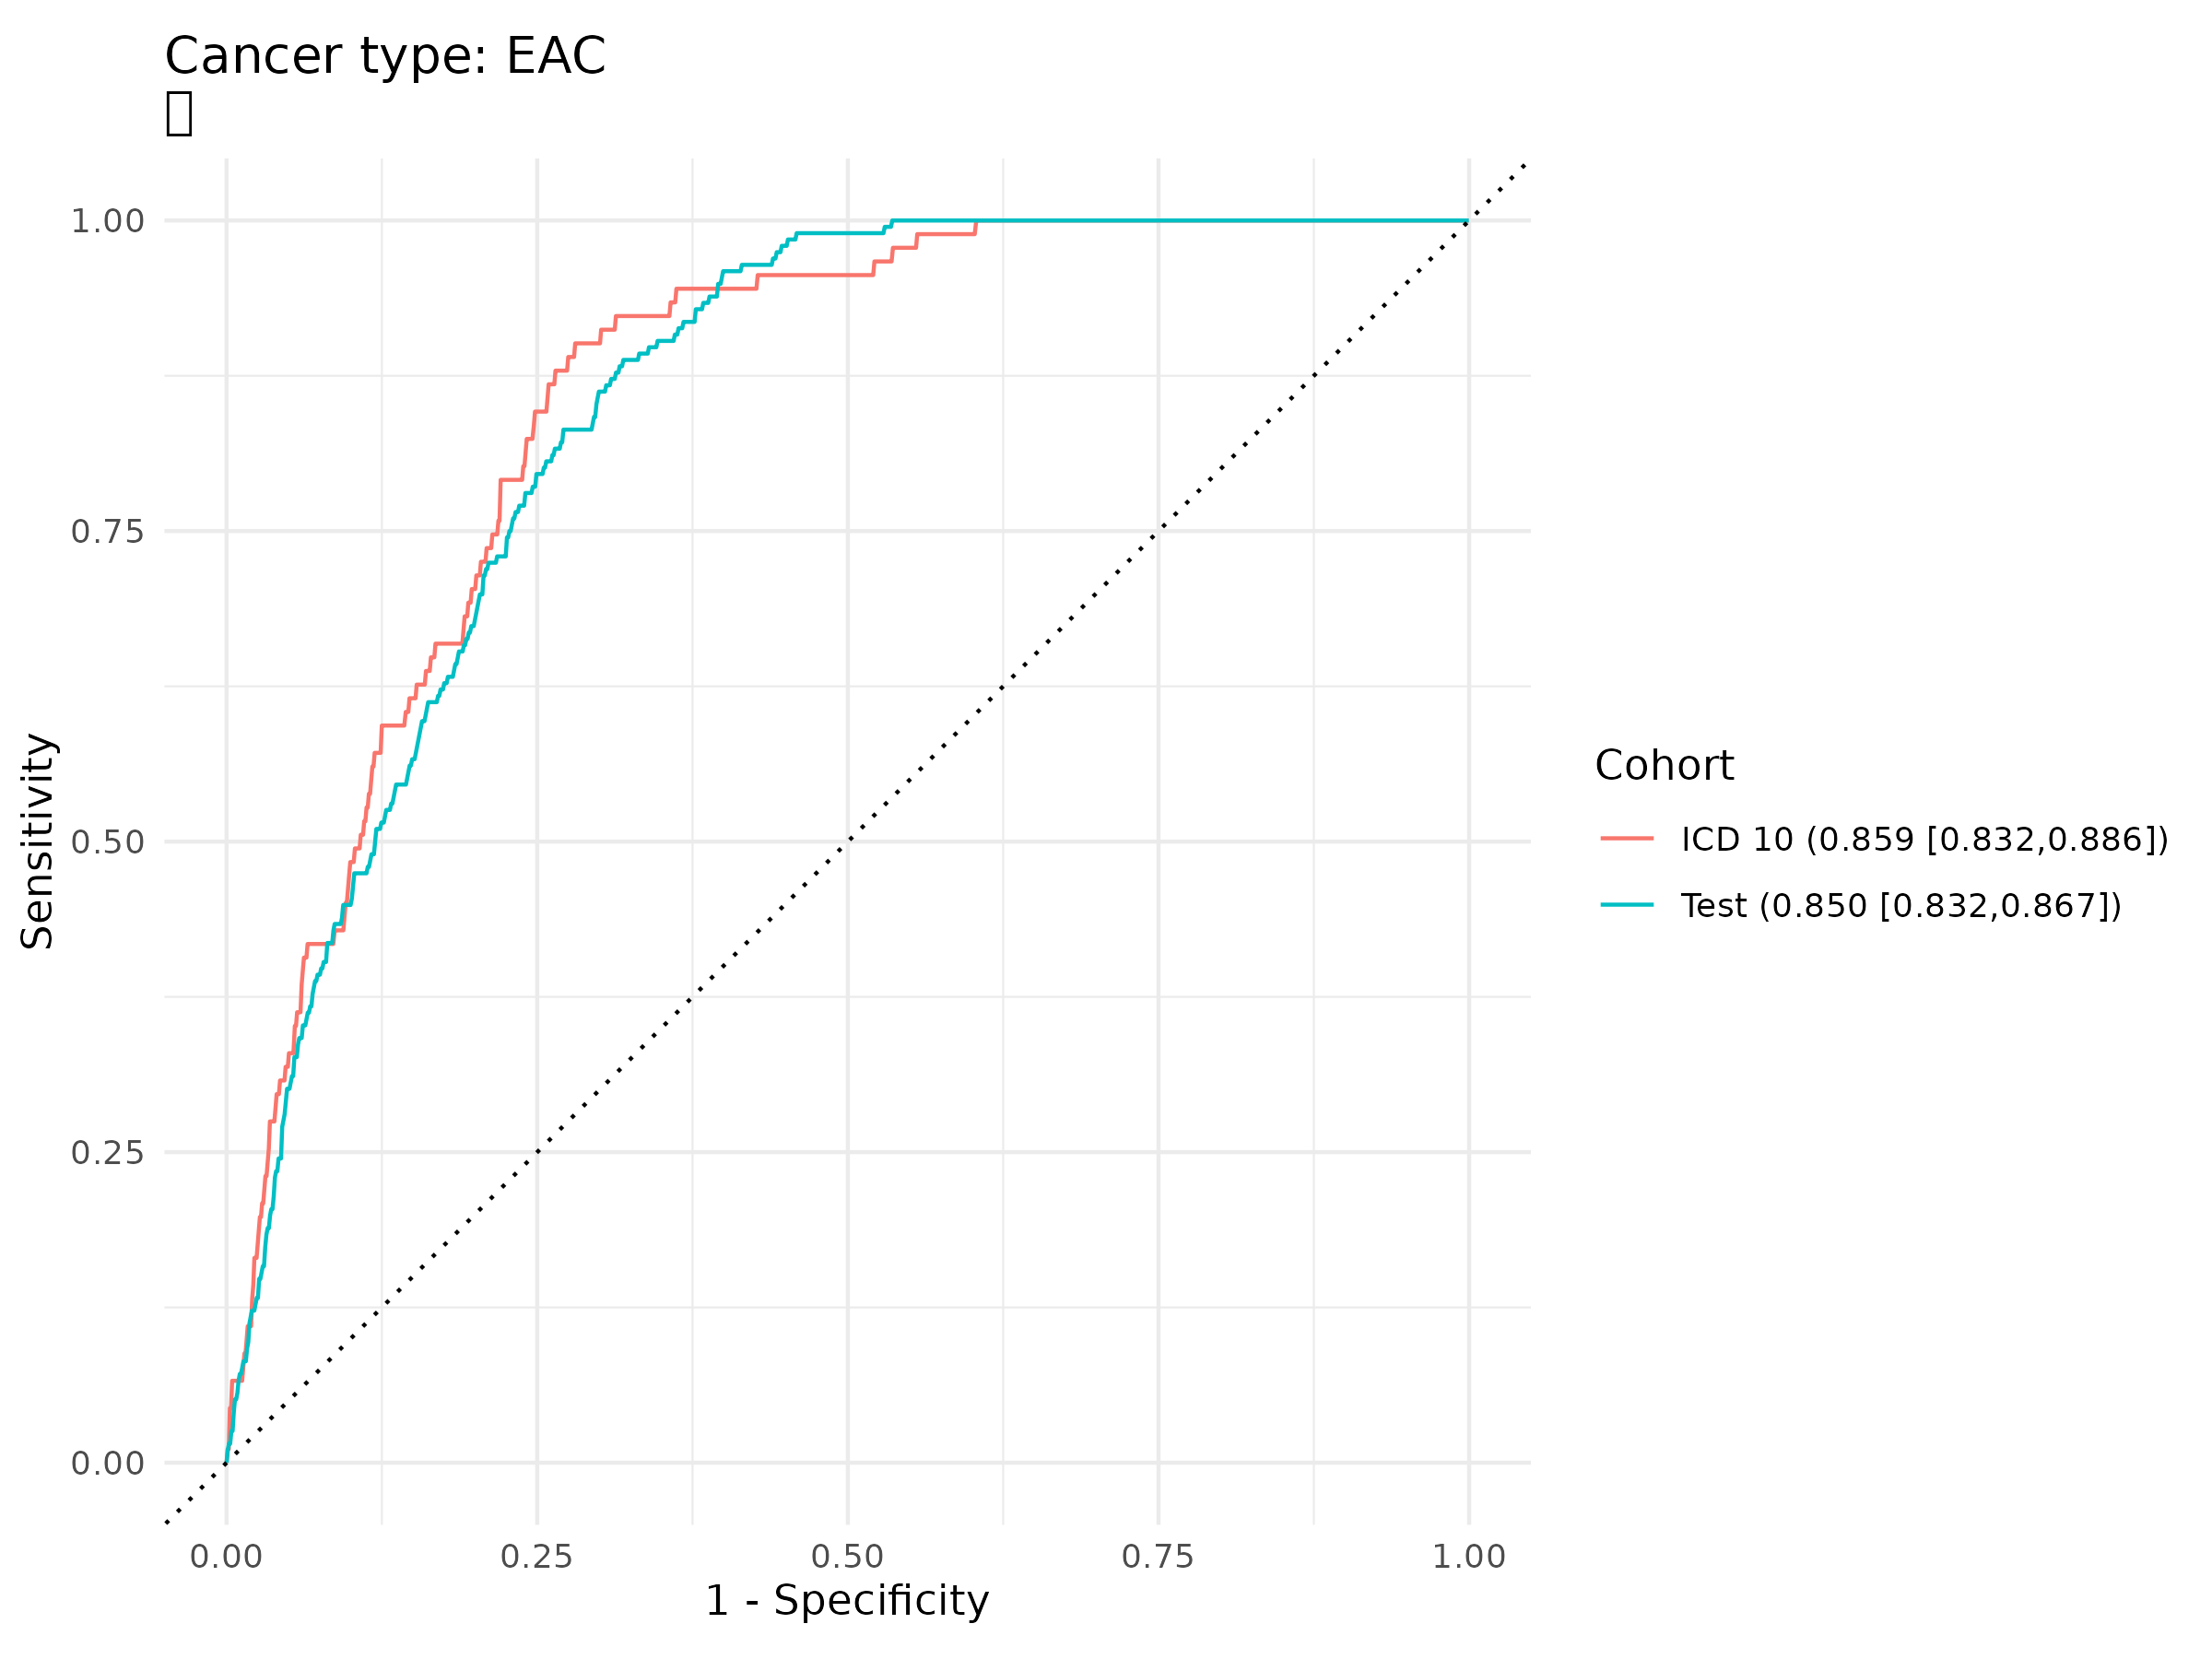 Cancer type: EAC
1.00
0.75
0.50
0.25
0.00
Sensitivity
0.00 0.25 0.50 0.75 1.00
1 - Specificity
Cohort
ICD 10 (0.859 [0.832,0.886])
Test (0.850 [0.832,0.867])